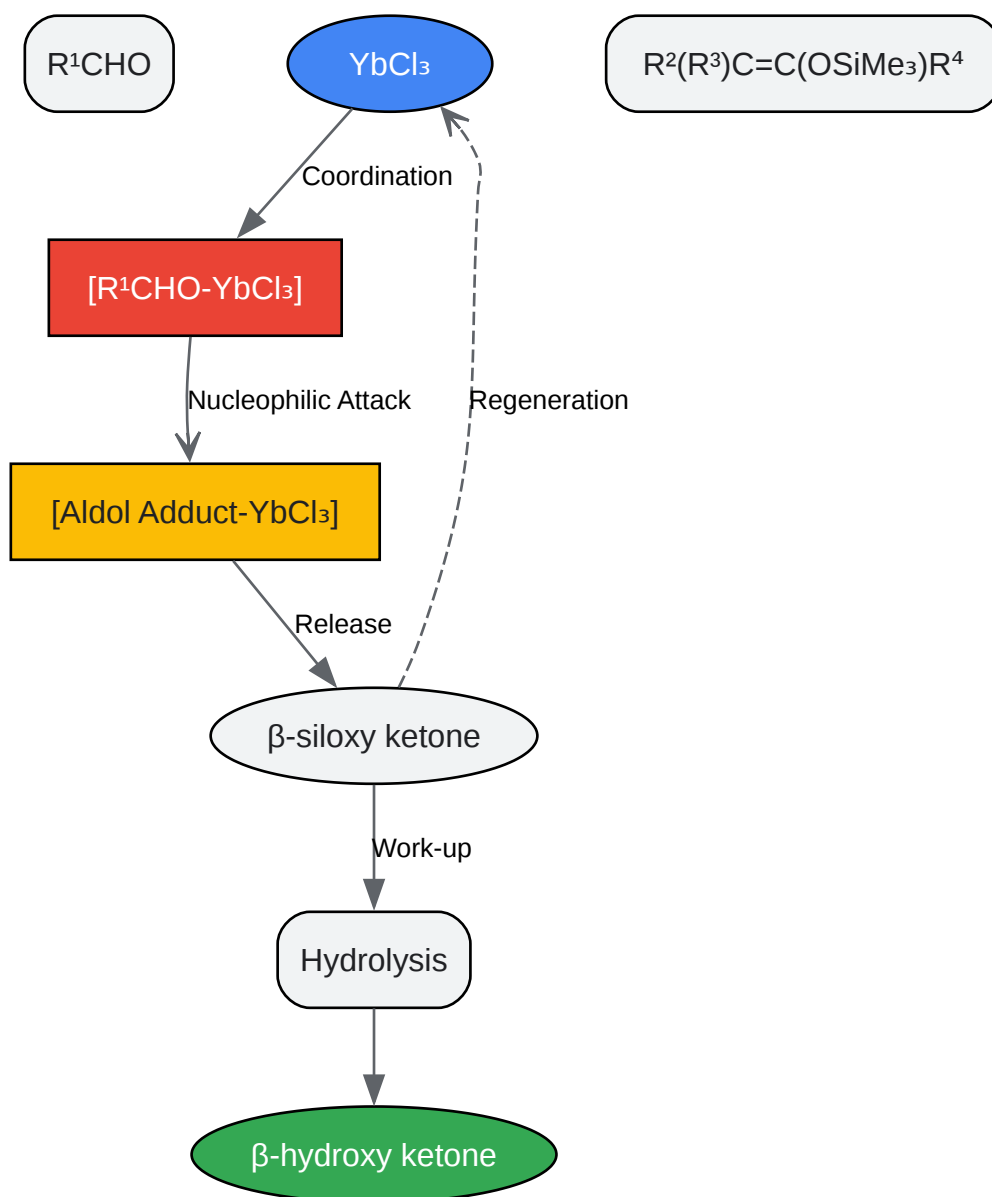 R¹CHO
YbCl₃
R²(R³)C=C(OSiMe₃)R⁴
Coordination
[R¹CHO-YbCl₃]
Nucleophilic Attack
Regeneration
[Aldol Adduct-YbCl₃]
Release
β-siloxy ketone
Work-up
Hydrolysis
β-hydroxy ketone